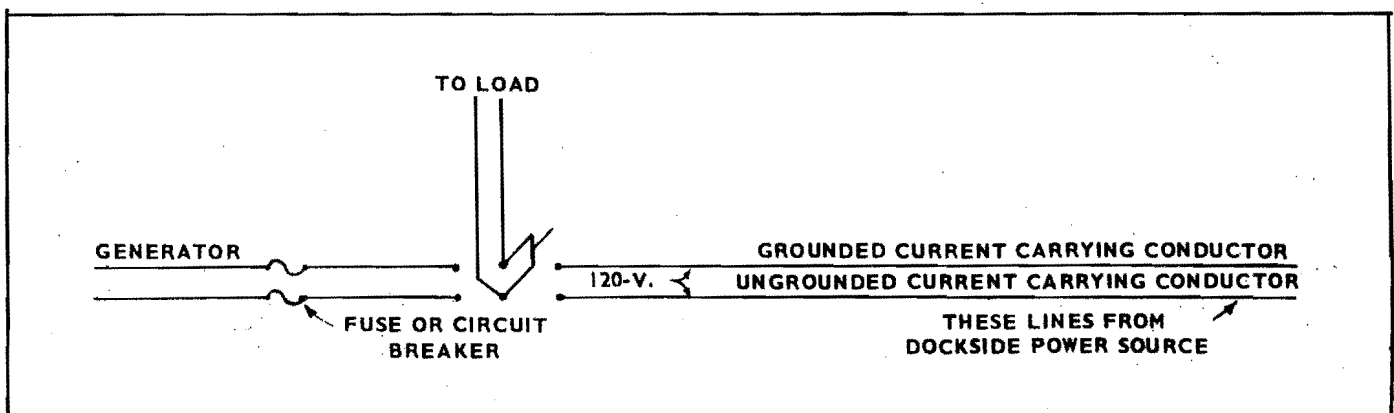 TO LOAD
GENERATOR
GROUNDED CURRENT CARRYING CONDUCTOR
120-V.
UNGROUNDED CURRENT CARRYING CONDUCTOR
FUSE OR CIRCUIT
BREAKER
THESE LINES FROM
DOCKSIDE POWER SOURCE